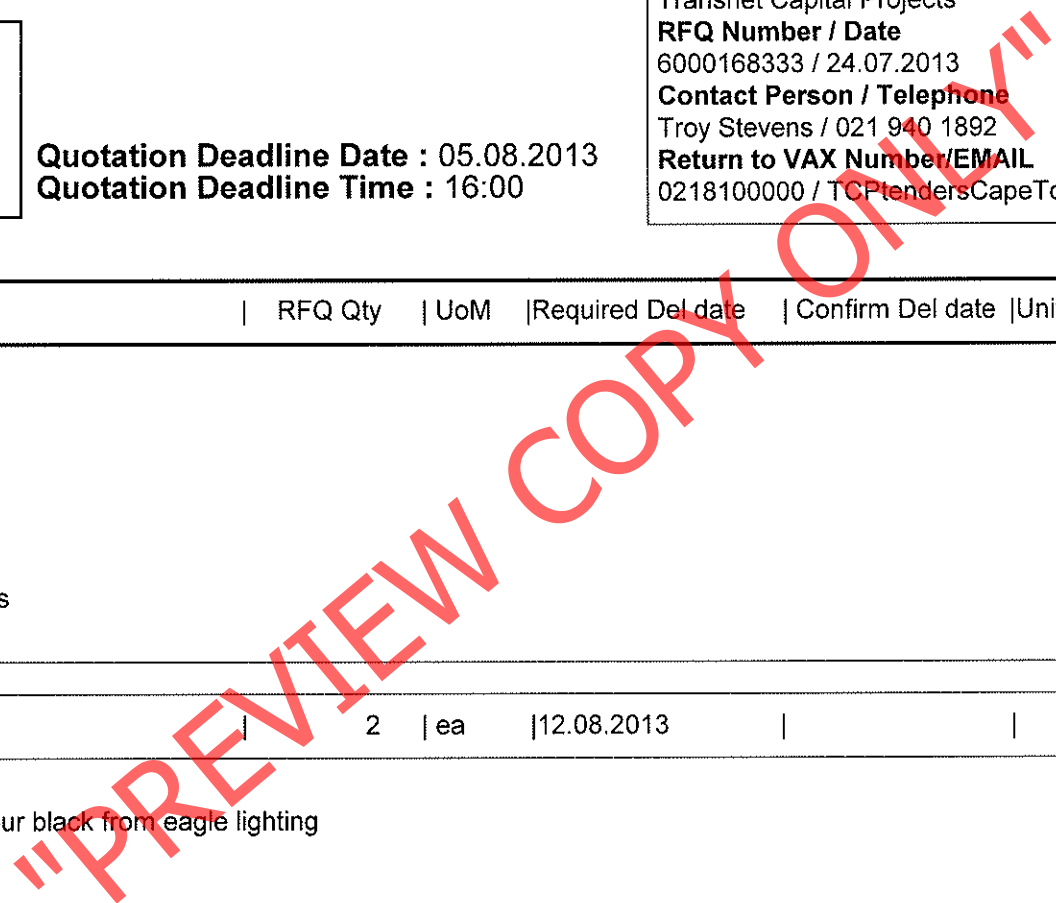 Transnet Capital Projects
RFQ Number / Date
6000168333 / 24.07.2013
Contact Person / Telephone
Troy Stevens / 021 940 1892
Return to VAX Number/EMAIL
0218100000 / TCPtendersCapeTo
Quotation Deadline Date : 05.08.2013
Quotation Deadline Time : 16:00
| RFQ Qty | UoM |Required Del date | Confirm Del date |Uni
s
| 2 | ea |12.08.2013 | |
ur black from eagle lighting
"PREVIEW COPY ONLY"